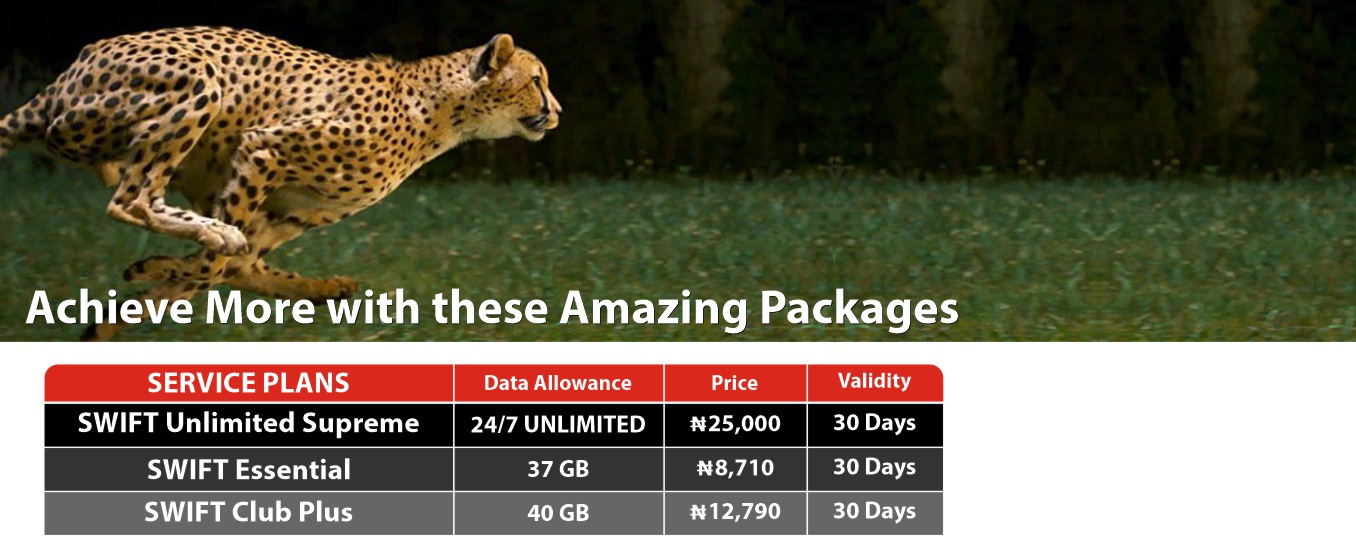 Achieve More with these Amazing Packages
SERVICE PLANS Data Allowance Price Validity
SWIFT Unlimited Supreme 24/7 UNLIMITED ₦25,000 30 Days
SWIFT Essential 37 GB ₦8,710 30 Days
SWIFT Club Plus 40 GB ₦12,790 30 Days